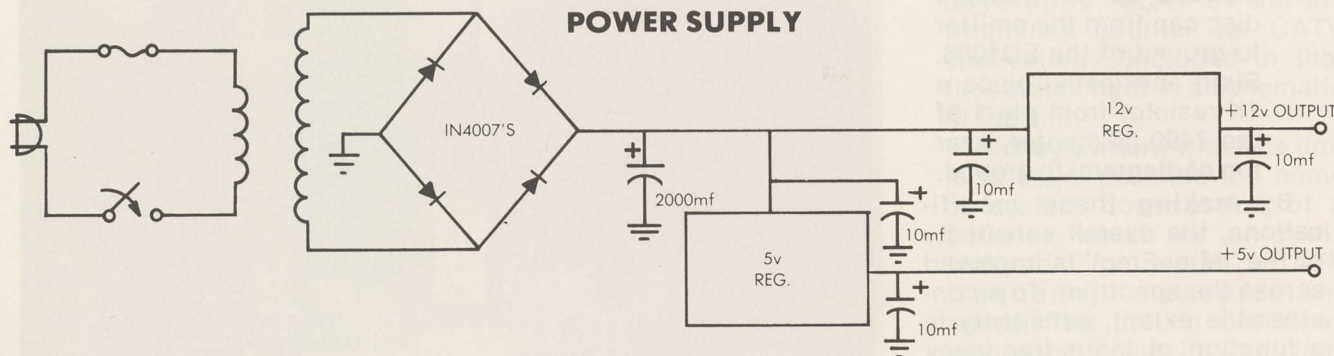 POWER SUPPLY
IN4007'S
12v
REG.
+12v OUTPUT
+
2000mf
+
10mf
+
10mf
+
10mf
5v
REG.
+5v OUTPUT
+
10mf